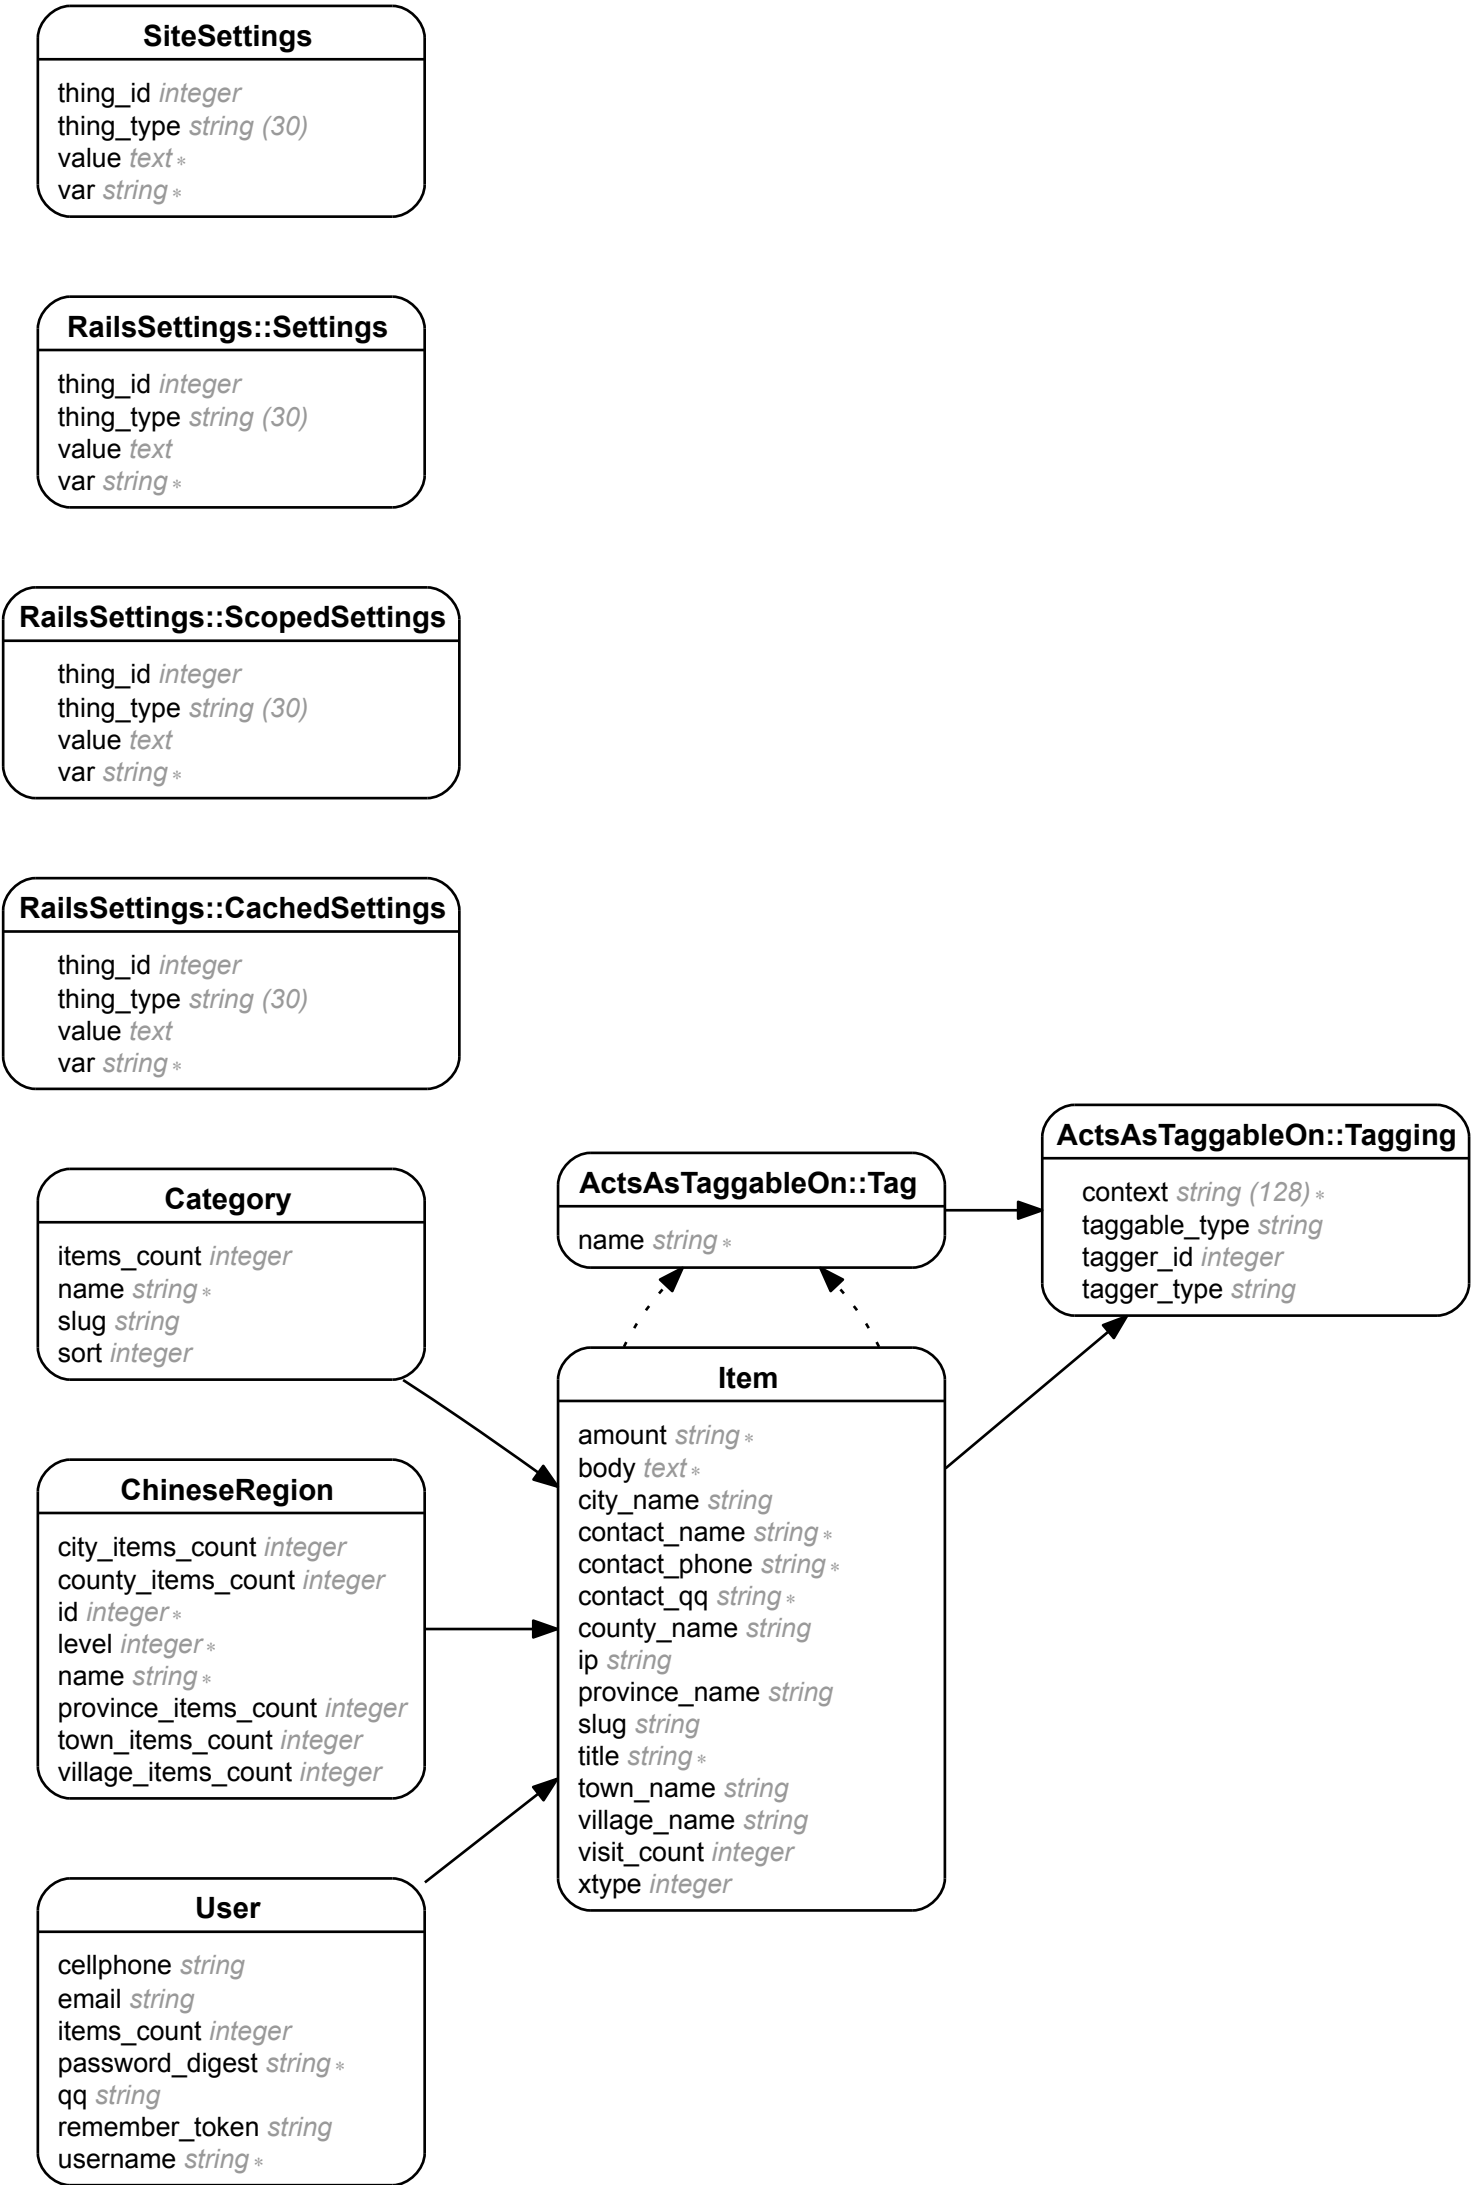 SiteSettings
thing_id integer
thing_type string (30)
value text *
var string *
RailsSettings::Settings
thing_id integer
thing_type string (30)
value text
var string *
RailsSettings::ScopedSettings
thing_id integer
thing_type string (30)
value text
var string *
RailsSettings::CachedSettings
thing_id integer
thing_type string (30)
value text
var string *
Category
items_count integer
name string *
slug string
sort integer
ChineseRegion
city_items_count integer
county_items_count integer
id integer *
level integer *
name string *
province_items_count integer
town_items_count integer
village_items_count integer
User
cellphone string
email string
items_count integer
password_digest string *
qq string
remember_token string
username string *
ActsAsTaggableOn::Tag
name string *
Item
amount string *
body text *
city_name string
contact_name string *
contact_phone string *
contact_qq string *
county_name string
ip string
province_name string
slug string
title string *
town_name string
village_name string
visit_count integer
xtype integer
ActsAsTaggableOn::Tagging
context string (128) *
taggable_type string
tagger_id integer
tagger_type string